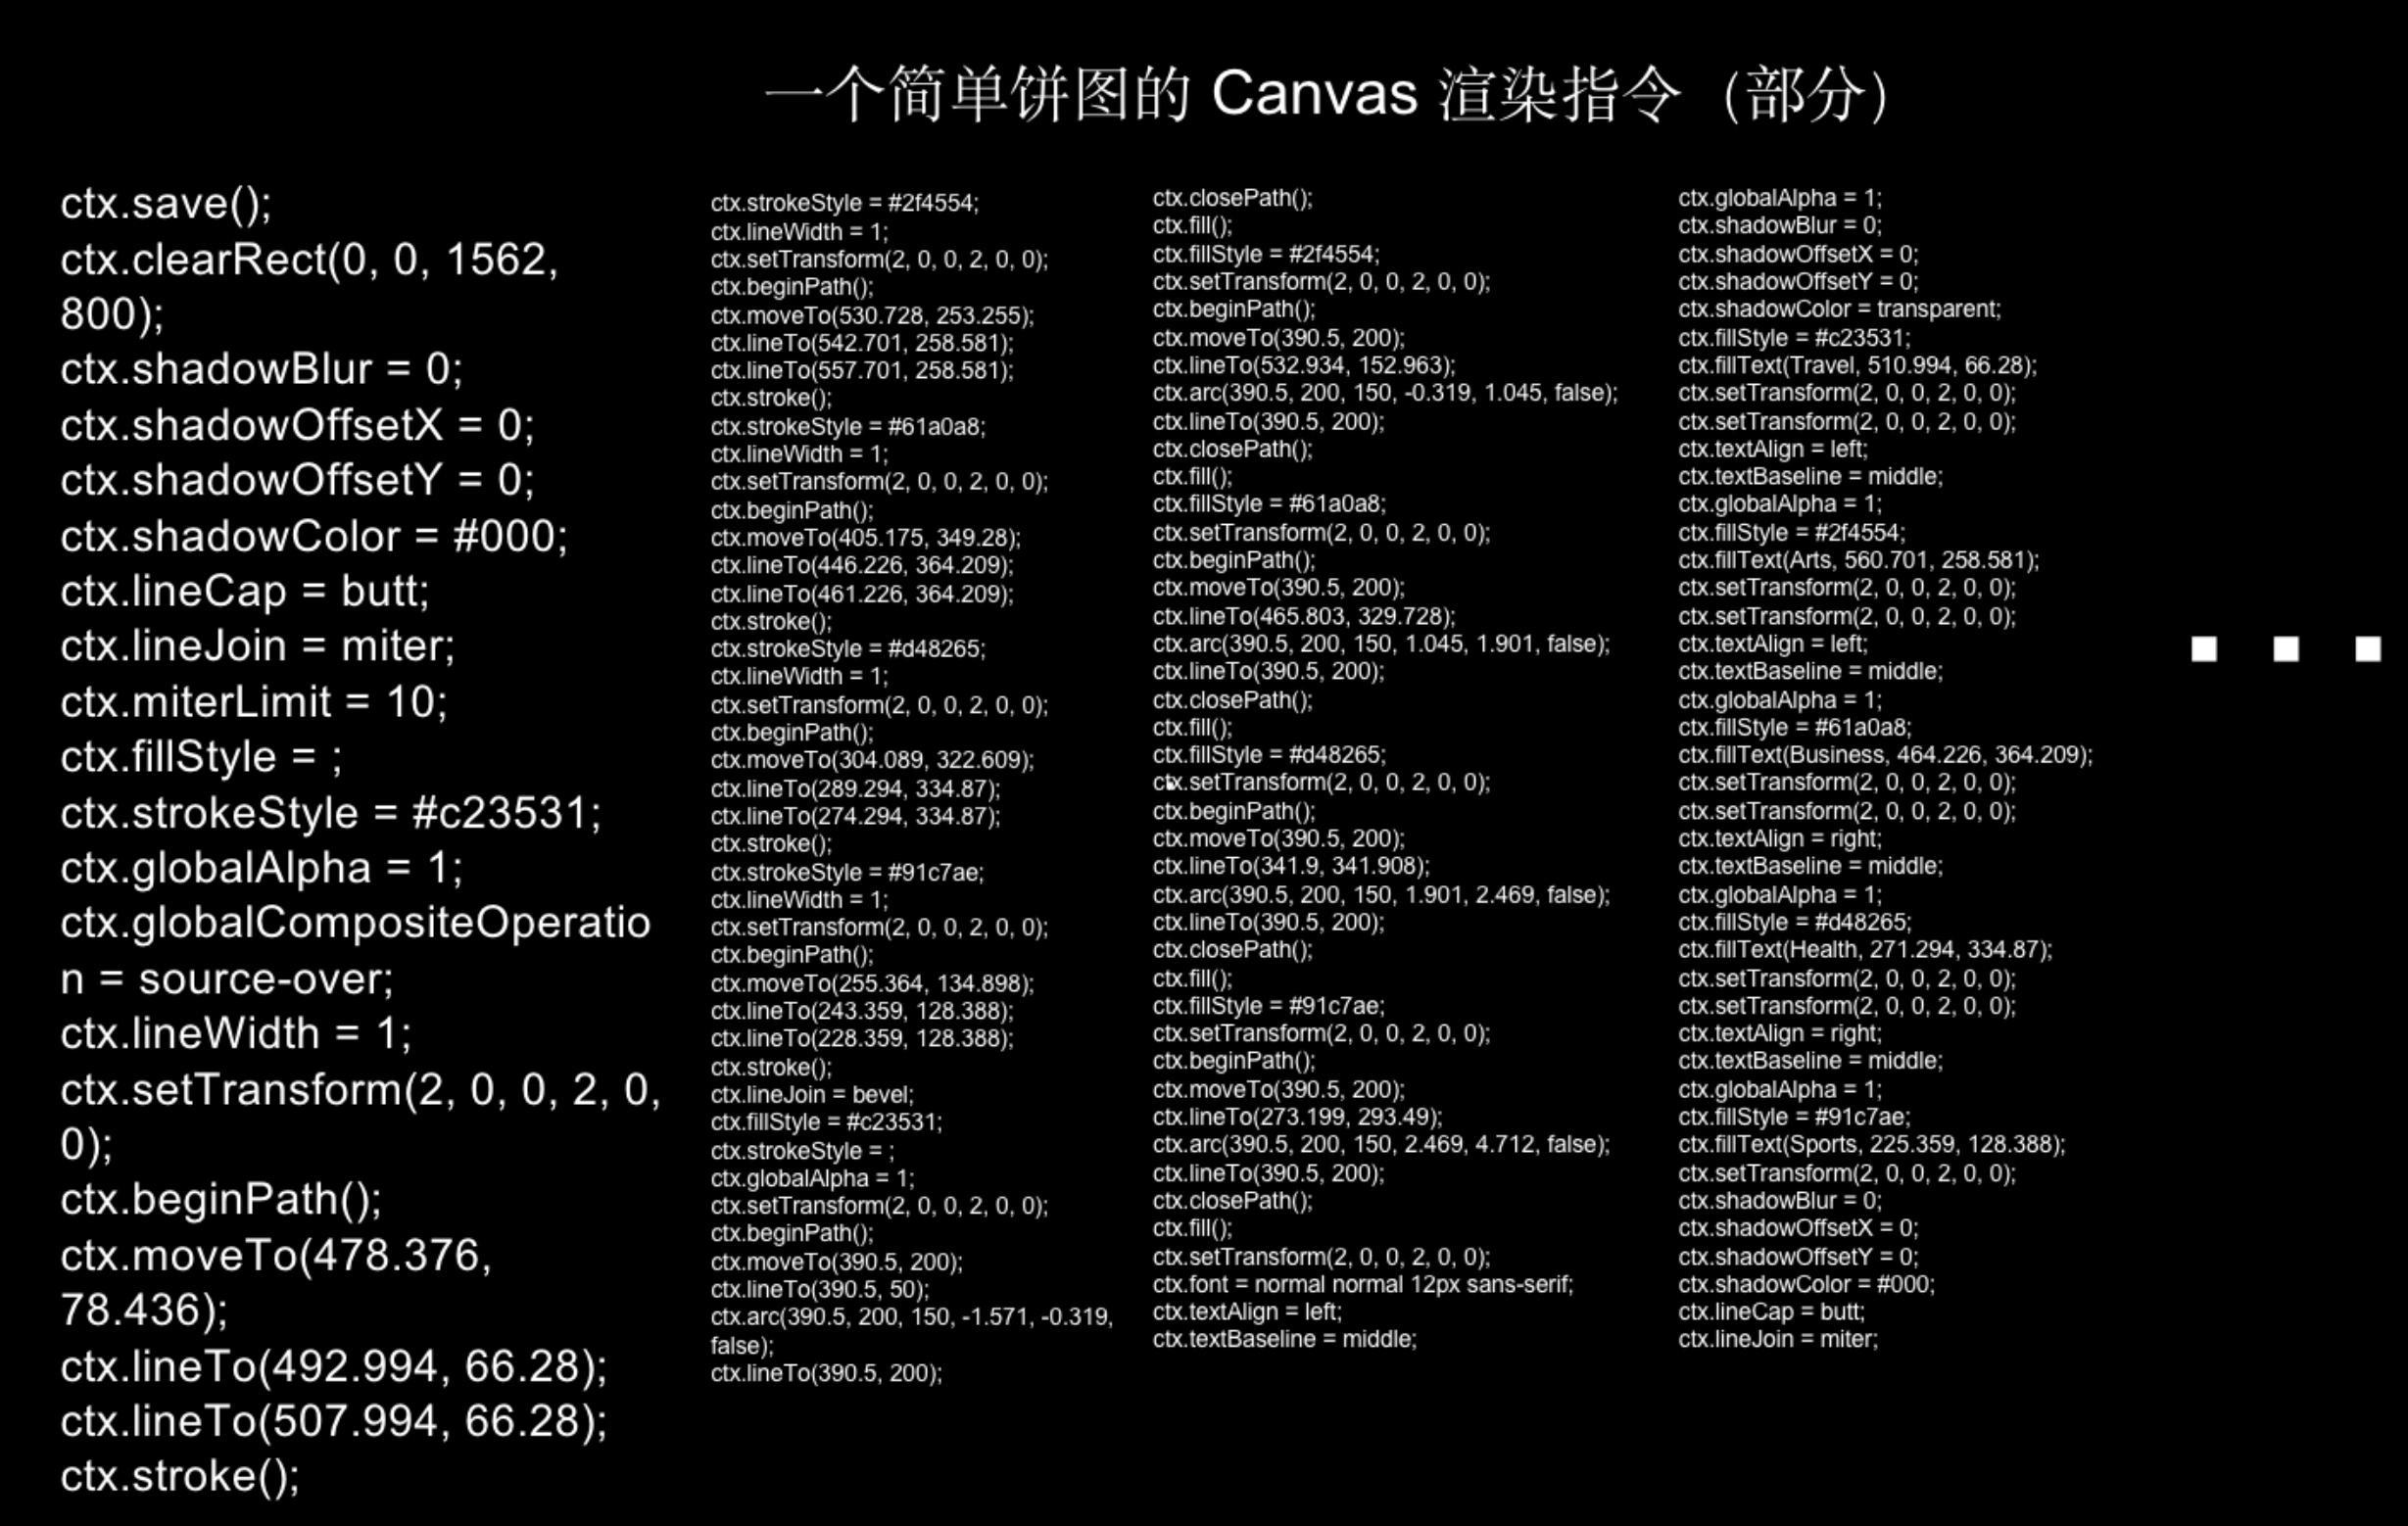 一个简单饼图的 Canvas 渲染指令（部分）
ctx.save();
ctx.clearRect(0, 0, 1562,
800);
ctx.shadowBlur = 0;
ctx.shadowOffsetX = 0;
ctx.shadowOffsetY = 0;
ctx.shadowColor = #000;
ctx.lineCap = butt;
ctx.lineJoin = miter;
ctx.miterLimit = 10;
ctx.fillStyle = ;
ctx.strokeStyle = #c23531;
ctx.globalAlpha = 1;
ctx.globalCompositeOperatio
n = source-over;
ctx.lineWidth = 1;
ctx.setTransform(2, 0, 0, 2, 0,
0);
ctx.beginPath();
ctx.moveTo(478.376,
78.436);
ctx.lineTo(492.994, 66.28);
ctx.lineTo(507.994, 66.28);
ctx.stroke();
ctx.strokeStyle = #2f4554;
ctx.lineWidth = 1;
ctx.setTransform(2, 0, 0, 2, 0, 0);
ctx.beginPath();
ctx.moveTo(530.728, 253.255);
ctx.lineTo(542.701, 258.581);
ctx.lineTo(557.701, 258.581);
ctx.stroke();
ctx.strokeStyle = #61a0a8;
ctx.lineWidth = 1;
ctx.setTransform(2, 0, 0, 2, 0, 0);
ctx.beginPath();
ctx.moveTo(405.175, 349.28);
ctx.lineTo(446.226, 364.209);
ctx.lineTo(461.226, 364.209);
ctx.stroke();
ctx.strokeStyle = #d48265;
ctx.lineWidth = 1;
ctx.setTransform(2, 0, 0, 2, 0, 0);
ctx.beginPath();
ctx.moveTo(304.089, 322.609);
ctx.lineTo(289.294, 334.87);
ctx.lineTo(274.294, 334.87);
ctx.stroke();
ctx.strokeStyle = #91c7ae;
ctx.lineWidth = 1;
ctx.setTransform(2, 0, 0, 2, 0, 0);
ctx.beginPath();
ctx.moveTo(255.364, 134.898);
ctx.lineTo(243.359, 128.388);
ctx.lineTo(228.359, 128.388);
ctx.stroke();
ctx.lineJoin = bevel;
ctx.fillStyle = #c23531;
ctx.strokeStyle = ;
ctx.globalAlpha = 1;
ctx.setTransform(2, 0, 0, 2, 0, 0);
ctx.beginPath();
ctx.moveTo(390.5, 200);
ctx.lineTo(390.5, 50);
ctx.arc(390.5, 200, 150, -1.571, -0.319,
false);
ctx.lineTo(390.5, 200);
ctx.closePath();
ctx.fill();
ctx.fillStyle = #2f4554;
ctx.setTransform(2, 0, 0, 2, 0, 0);
ctx.beginPath();
ctx.moveTo(390.5, 200);
ctx.lineTo(532.934, 152.963);
ctx.arc(390.5, 200, 150, -0.319, 1.045, false);
ctx.lineTo(390.5, 200);
ctx.closePath();
ctx.fill();
ctx.fillStyle = #61a0a8;
ctx.setTransform(2, 0, 0, 2, 0, 0);
ctx.beginPath();
ctx.moveTo(390.5, 200);
ctx.lineTo(465.803, 329.728);
ctx.arc(390.5, 200, 150, 1.045, 1.901, false);
ctx.lineTo(390.5, 200);
ctx.closePath();
ctx.fill();
ctx.fillStyle = #d48265;
ctx.setTransform(2, 0, 0, 2, 0, 0);
ctx.beginPath();
ctx.moveTo(390.5, 200);
ctx.lineTo(341.9, 341.908);
ctx.arc(390.5, 200, 150, 1.901, 2.469, false);
ctx.lineTo(390.5, 200);
ctx.closePath();
ctx.fill();
ctx.fillStyle = #91c7ae;
ctx.setTransform(2, 0, 0, 2, 0, 0);
ctx.beginPath();
ctx.moveTo(390.5, 200);
ctx.lineTo(273.199, 293.49);
ctx.arc(390.5, 200, 150, 2.469, 4.712, false);
ctx.lineTo(390.5, 200);
ctx.closePath();
ctx.fill();
ctx.setTransform(2, 0, 0, 2, 0, 0);
ctx.font = normal normal 12px sans-serif;
ctx.textAlign = left;
ctx.textBaseline = middle;
ctx.globalAlpha = 1;
ctx.shadowBlur = 0;
ctx.shadowOffsetX = 0;
ctx.shadowOffsetY = 0;
ctx.shadowColor = transparent;
ctx.fillStyle = #c23531;
ctx.fillText(Travel, 510.994, 66.28);
ctx.setTransform(2, 0, 0, 2, 0, 0);
ctx.setTransform(2, 0, 0, 2, 0, 0);
ctx.textAlign = left;
ctx.textBaseline = middle;
ctx.globalAlpha = 1;
ctx.fillStyle = #2f4554;
ctx.fillText(Arts, 560.701, 258.581);
ctx.setTransform(2, 0, 0, 2, 0, 0);
ctx.setTransform(2, 0, 0, 2, 0, 0);
ctx.textAlign = left;
ctx.textBaseline = middle;
ctx.globalAlpha = 1;
ctx.fillStyle = #61a0a8;
ctx.fillText(Business, 464.226, 364.209);
ctx.setTransform(2, 0, 0, 2, 0, 0);
ctx.setTransform(2, 0, 0, 2, 0, 0);
ctx.textAlign = right;
ctx.textBaseline = middle;
ctx.globalAlpha = 1;
ctx.fillStyle = #d48265;
ctx.fillText(Health, 271.294, 334.87);
ctx.setTransform(2, 0, 0, 2, 0, 0);
ctx.setTransform(2, 0, 0, 2, 0, 0);
ctx.textAlign = right;
ctx.textBaseline = middle;
ctx.globalAlpha = 1;
ctx.fillStyle = #91c7ae;
ctx.fillText(Sports, 225.359, 128.388);
ctx.setTransform(2, 0, 0, 2, 0, 0);
ctx.shadowBlur = 0;
ctx.shadowOffsetX = 0;
ctx.shadowOffsetY = 0;
ctx.shadowColor = #000;
ctx.lineCap = butt;
ctx.lineJoin = miter;
...